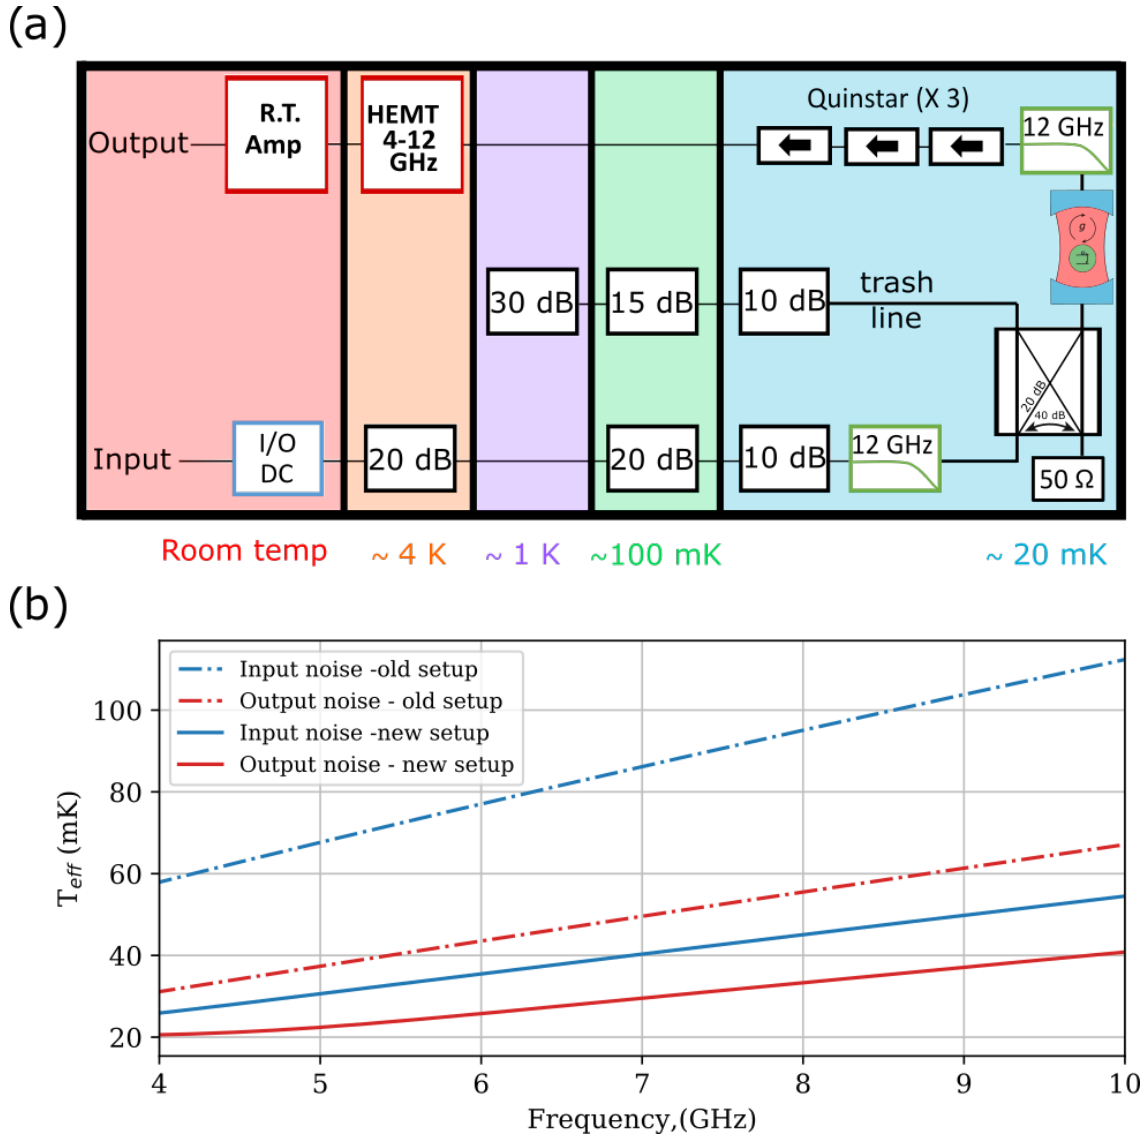 (a)
Quinstar (X 3)
R.T.
Amp
HEMT
4-12
GHz
12 GHz
Output
g
30 dB
15 dB
10 dB
trash
line
20 dB
40 dB
Input
I/O
DC
20 dB
20 dB
10 dB
12 GHz
50 Ω
Room temp
~ 4 K
~ 1 K
~100 mK
~ 20 mK
(b)
Input noise -old setup
Output noise - old setup
Input noise -new setup
Output noise - new setup
100
80
60
40
20
T_eff (mK)
4
5
6
7
8
9
10
Frequency,(GHz)